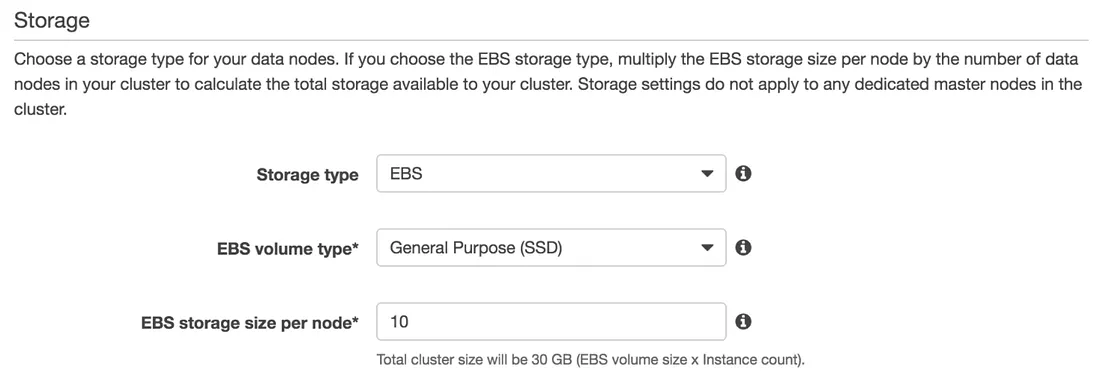 Storage
Choose a storage type for your data nodes. If you choose the EBS storage type, multiply the EBS storage size per node by the number of data
nodes in your cluster to calculate the total storage available to your cluster. Storage settings do not apply to any dedicated master nodes in the
cluster.
Storage type EBS
EBS volume type* General Purpose (SSD)
EBS storage size per node* 10
Total cluster size will be 30 GB (EBS volume size x Instance count).